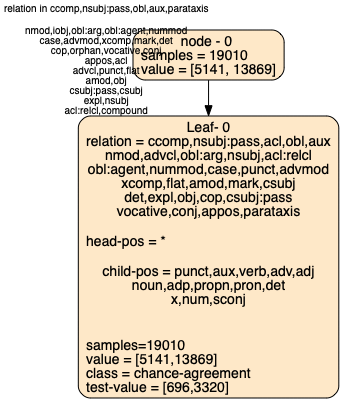 relation in ccomp,nsubj:pass,obl,aux,parataxis
nmod,iobj,obl:arg,obl:agent,nummod
case,advmod,xcomp,mark,det
cop,orphan,vocative,conj
appos,acl
advcl,punct,flat
amod,obj
csubj:pass,csubj
expl,nsubj
acl:relcl,compound
node - 0
samples = 19010
value = [5141, 13869]
Leaf- 0
relation = ccomp,nsubj:pass,acl,obl,aux
nmod,advcl,obl:arg,nsubj,acl:relcl
obl:agent,nummod,case,punct,advmod
xcomp,flat,amod,mark,csubj
det,expl,obj,cop,csubj:pass
vocative,conj,appos,parataxis
head-pos = *
child-pos = punct,aux,verb,adv,adj
noun,adp,propn,pron,det
x,num,sconj
samples=19010
value = [5141,13869]
class = chance-agreement
test-value = [696,3320]